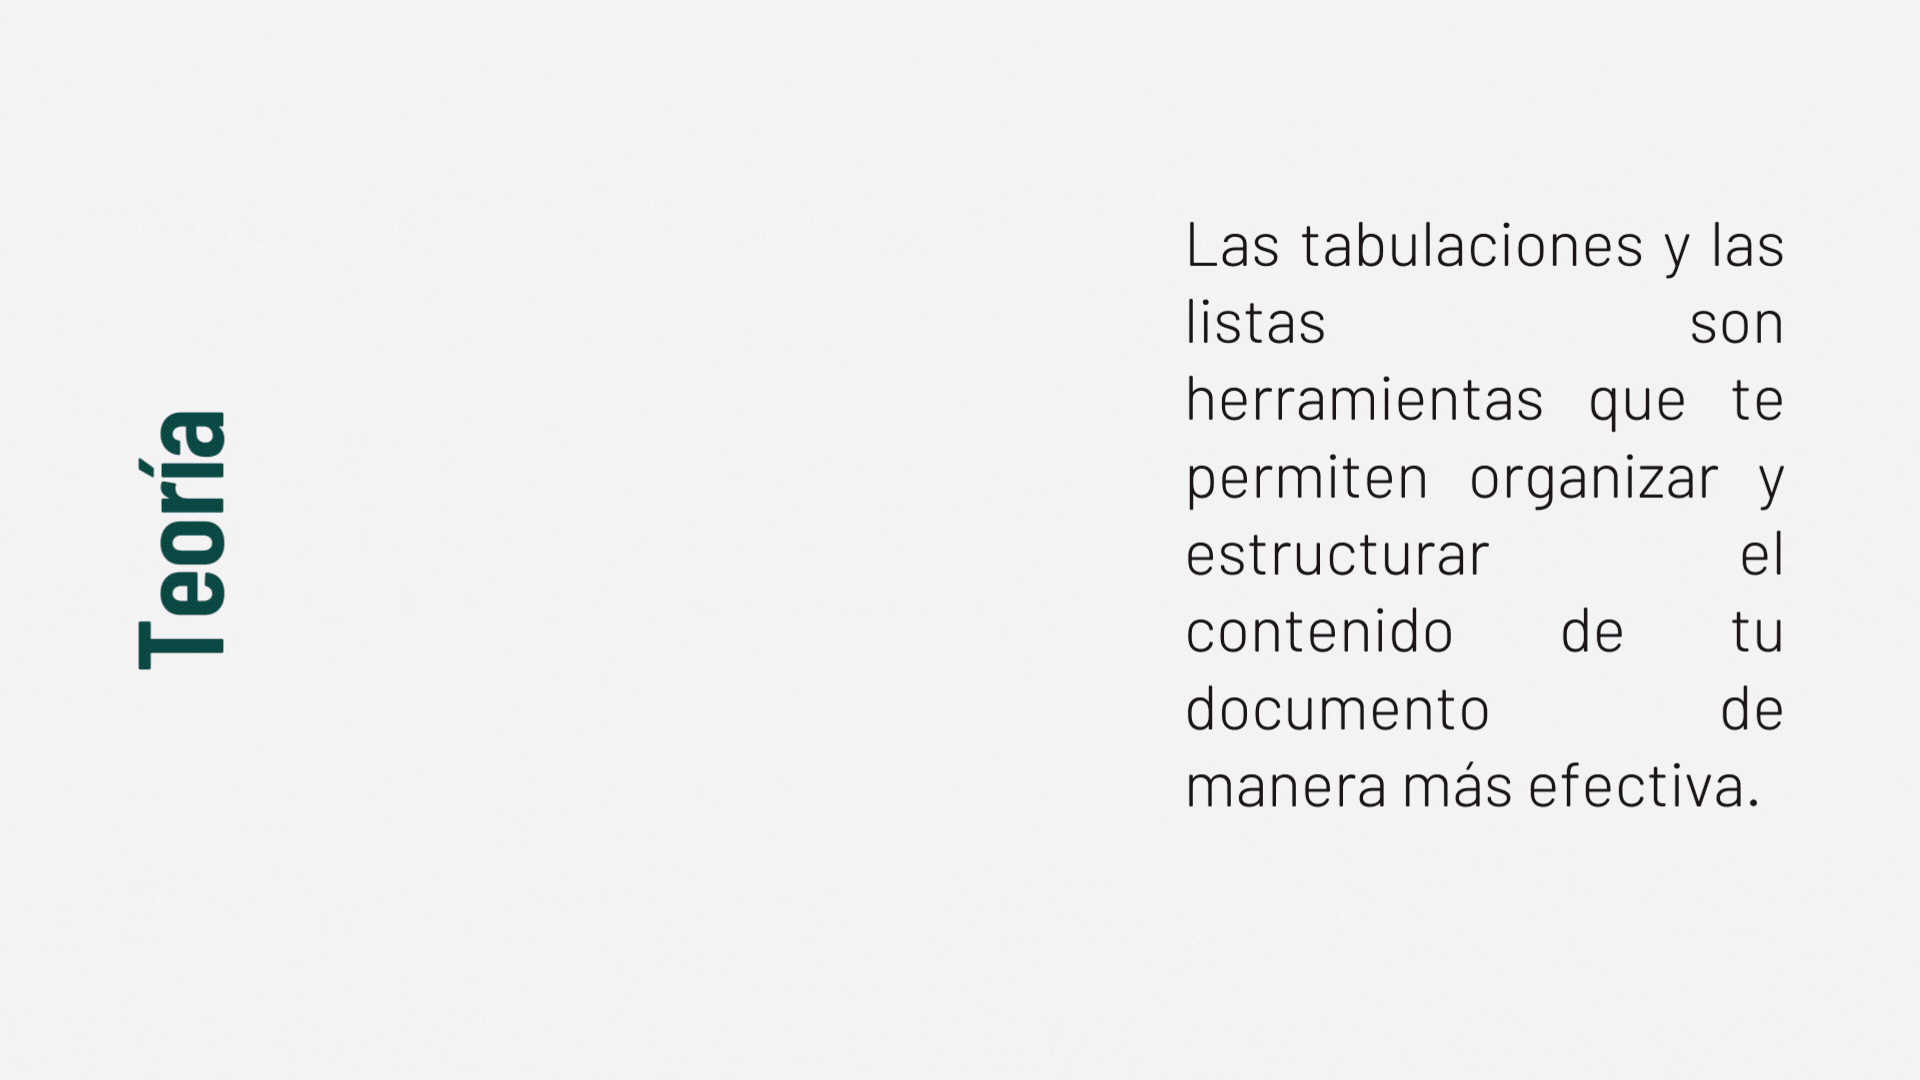 Teoría
Las tabulaciones y las
listas son
herramientas que te
permiten organizar y
estructurar el
contenido de tu
documento de
manera más efectiva.